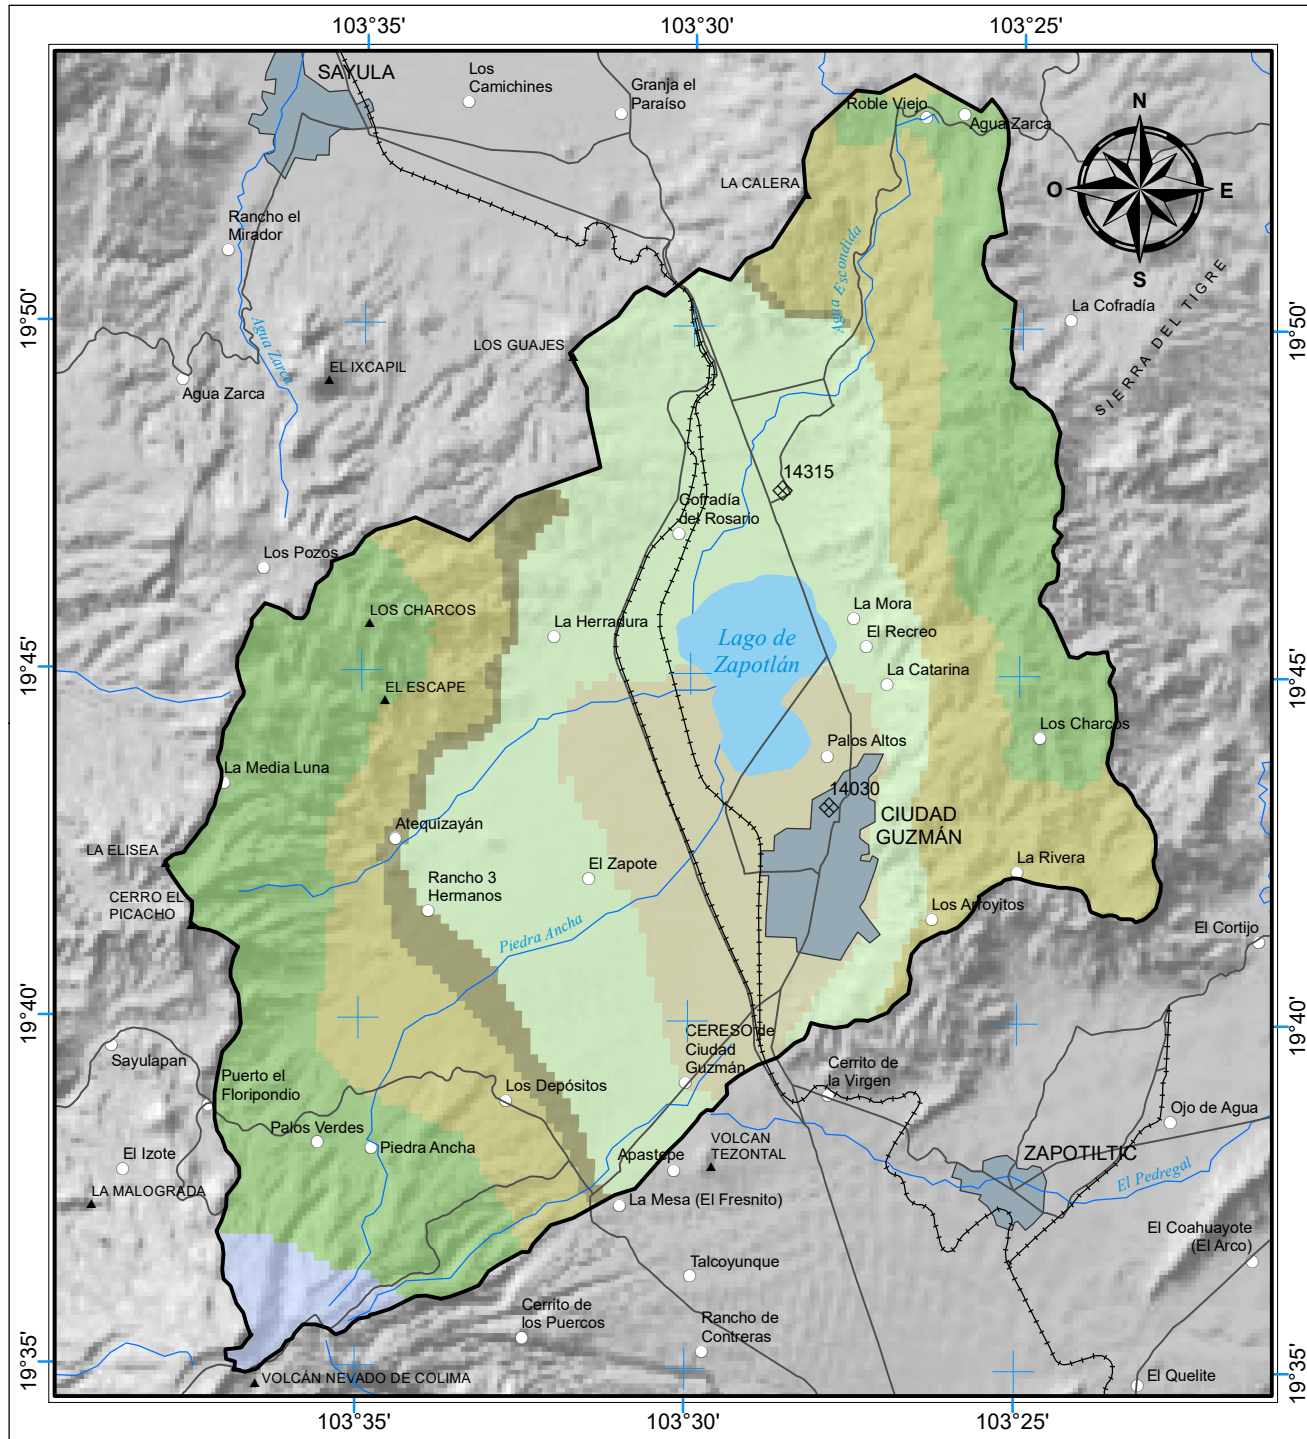 103°35'
103°30'
103°25'
SAYULA
Los
Camichines
Granja el
Paraíso
Roble Viejo
Agua Zarca
N
O
E
S
LA CALERA
Rancho el
Mirador
Agua Escondida
SIERRA DEL TIGRE
La Cofradía
19°50'
19°50'
Agua Zarca
LOS GUAJES
EL IXCAPIL
Agua Zarca
14315
Cofradía
del Rosario
Los Pozos
LOS CHARCOS
La Herradura
La Mora
El Recreo
Lago de
Zapotlán
La Catarina
19°45'
19°45'
EL ESCAPE
Los Charcos
Palos Altos
La Media Luna
14030
CIUDAD
GUZMÁN
Atequizayán
LA ELISEA
El Zapote
La Rivera
Rancho 3
Hermanos
CERRO EL
PICACHO
Los Arroyitos
Piedra Ancha
El Cortijo
19°40'
19°40'
CERESO de
Ciudad
Guzmán
Sayulapan
Cerrito de
la Virgen
Puerto el
Floripondio
Los Depósitos
Ojo de Agua
Palos Verdes
Piedra Ancha
El Izote
Apastepe
VOLCAN
TEZONTAL
ZAPOTILTIC
El Pedregal
LA MALOGRADA
La Mesa (El Fresnito)
El Coahuayote
(El Arco)
Talcoyunque
Cerrito de
los Puercos
Rancho de
Contreras
19°35'
19°35'
VOLCÁN NEVADO DE COLIMA
El Quelite
103°35'
103°30'
103°25'